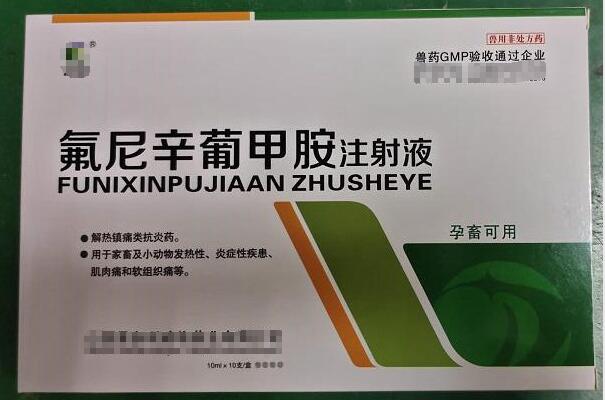 ®
兽用非处方药
兽药GMP验收通过企业
氟尼辛葡甲胺注射液
FUNIXINPUJIAAN ZHUSHEYE
● 解热镇痛类抗炎药。
● 用于家畜及小动物发热性、炎症性疾患、
肌肉痛和软组织痛等。
孕畜可用
10ml x 10支/盒